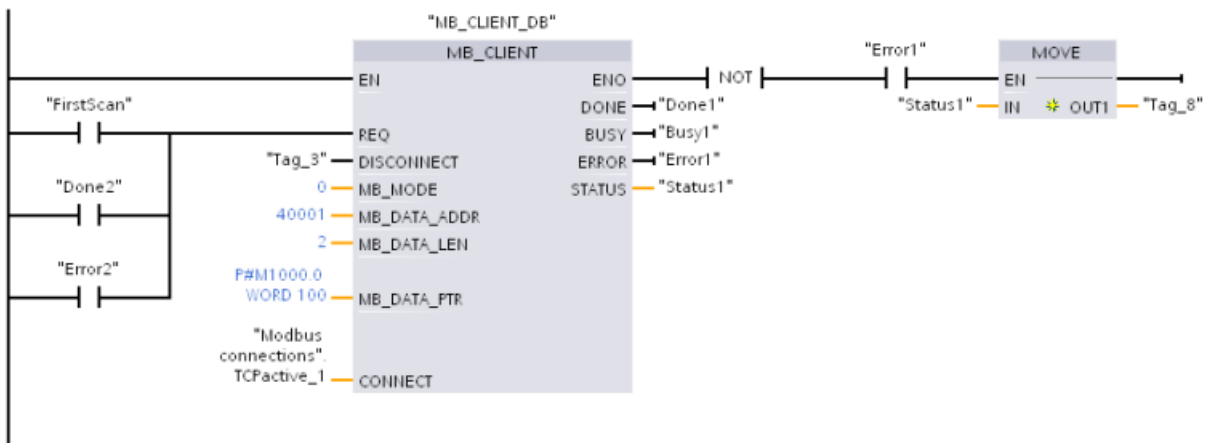 "MB_CLIENT_DB"
MB_CLIENT
"Error1"
MOVE
EN
ENO
NOT
EN
"FirstScan"
DONE
"Done1"
"Status1"
IN
OUT1
"Tag_8"
REQ
BUSY
"Busy1"
"Tag_3"
DISCONNECT
ERROR
"Error1"
"Done2"
0
MB_MODE
STATUS
"Status1"
40001
MB_DATA_ADDR
2
MB_DATA_LEN
"Error2"
P#M1000.0
WORD 100
MB_DATA_PTR
"Modbus
connections".
TCPactive_1
CONNECT